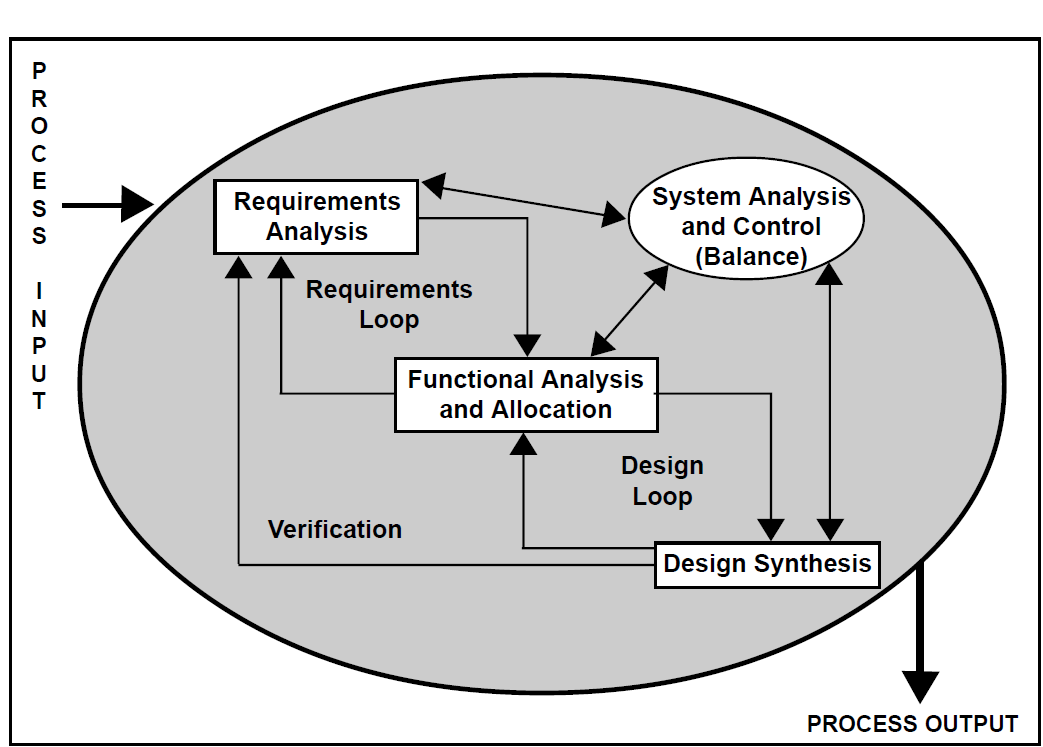 PROCESS INPUT
Requirements
Analysis
System Analysis
and Control
(Balance)
Requirements
Loop
Functional Analysis
and Allocation
Design
Loop
Verification
Design Synthesis
PROCESS OUTPUT